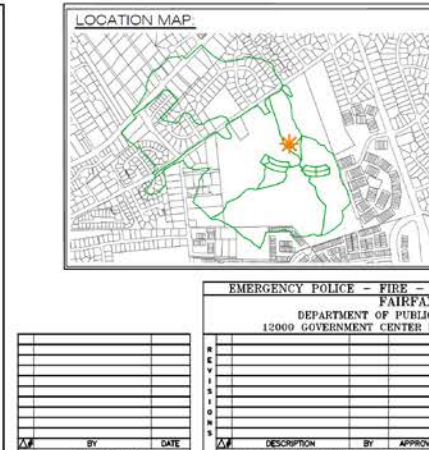 LOCATION MAP:
EMERGENCY POLICE - FIRE -
FAIRFAX
DEPARTMENT OF PUBLIC
12000 GOVERNMENT CENTER
REVISIONS
△# BY DATE
△# DESCRIPTION BY APPROV